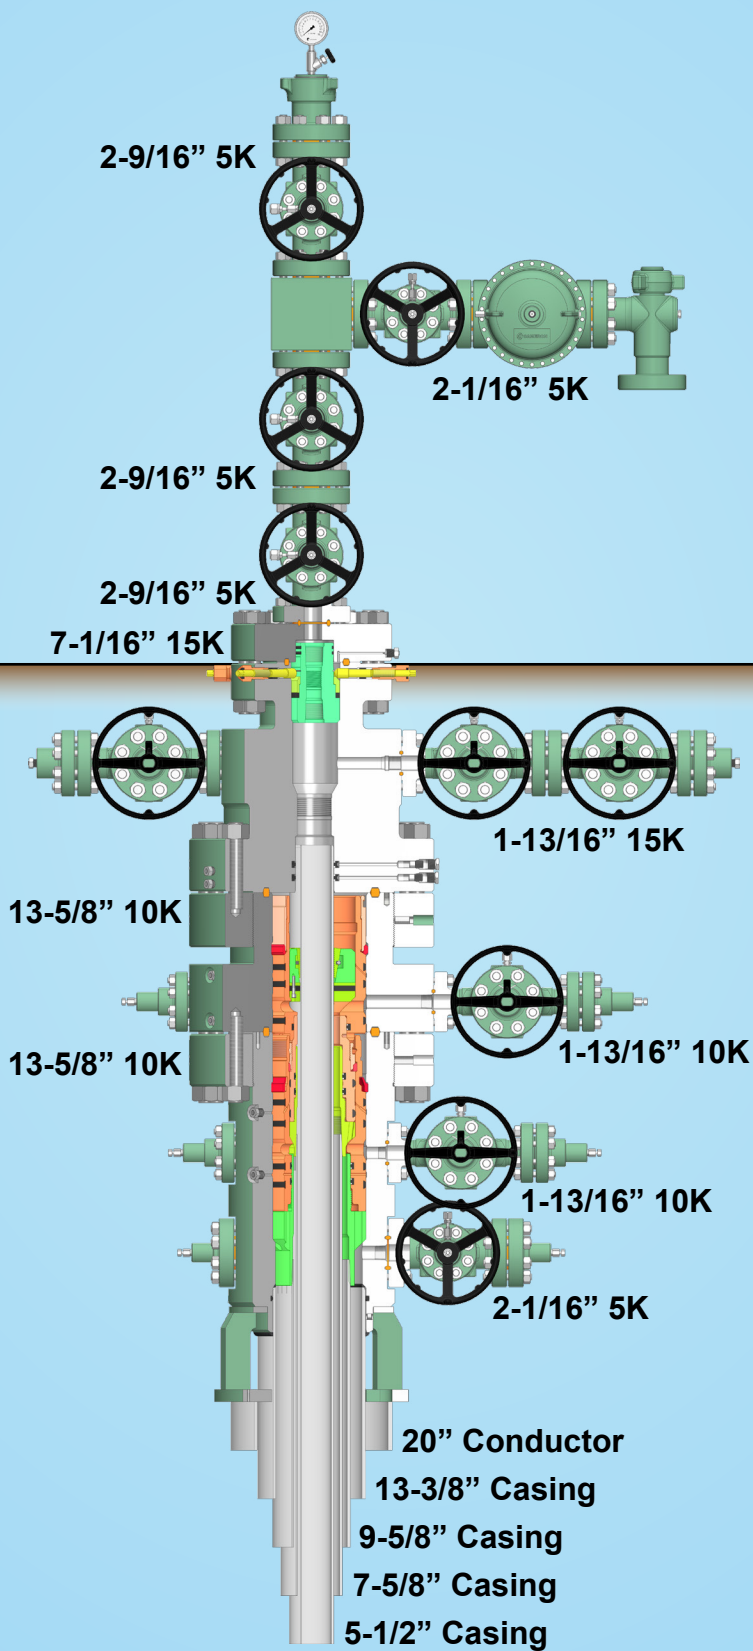 2-9/16” 5K
2-1/16” 5K
2-9/16” 5K
2-9/16” 5K
7-1/16” 15K
1-13/16” 15K
13-5/8” 10K
13-5/8” 10K
1-13/16” 10K
1-13/16” 10K
2-1/16” 5K
20” Conductor
13-3/8” Casing
9-5/8” Casing
7-5/8” Casing
5-1/2” Casing